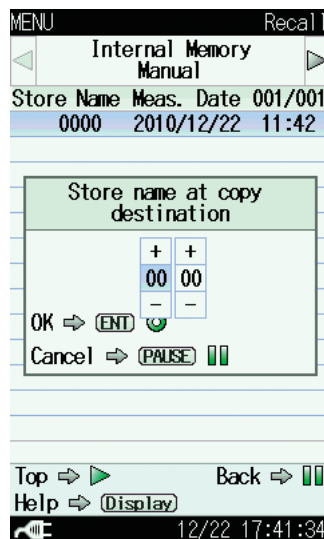 MENU Recall
Internal Memory
Manual
Store Name Meas. Date 001/001
0000 2010/12/22 11:42
Store name at copy
destination
+ +
00 00
− −
OK ⇨ ENT
Cancel ⇨ PAUSE
Top ⇨ Back ⇨
Help ⇨ Display
12/22 17:41:34